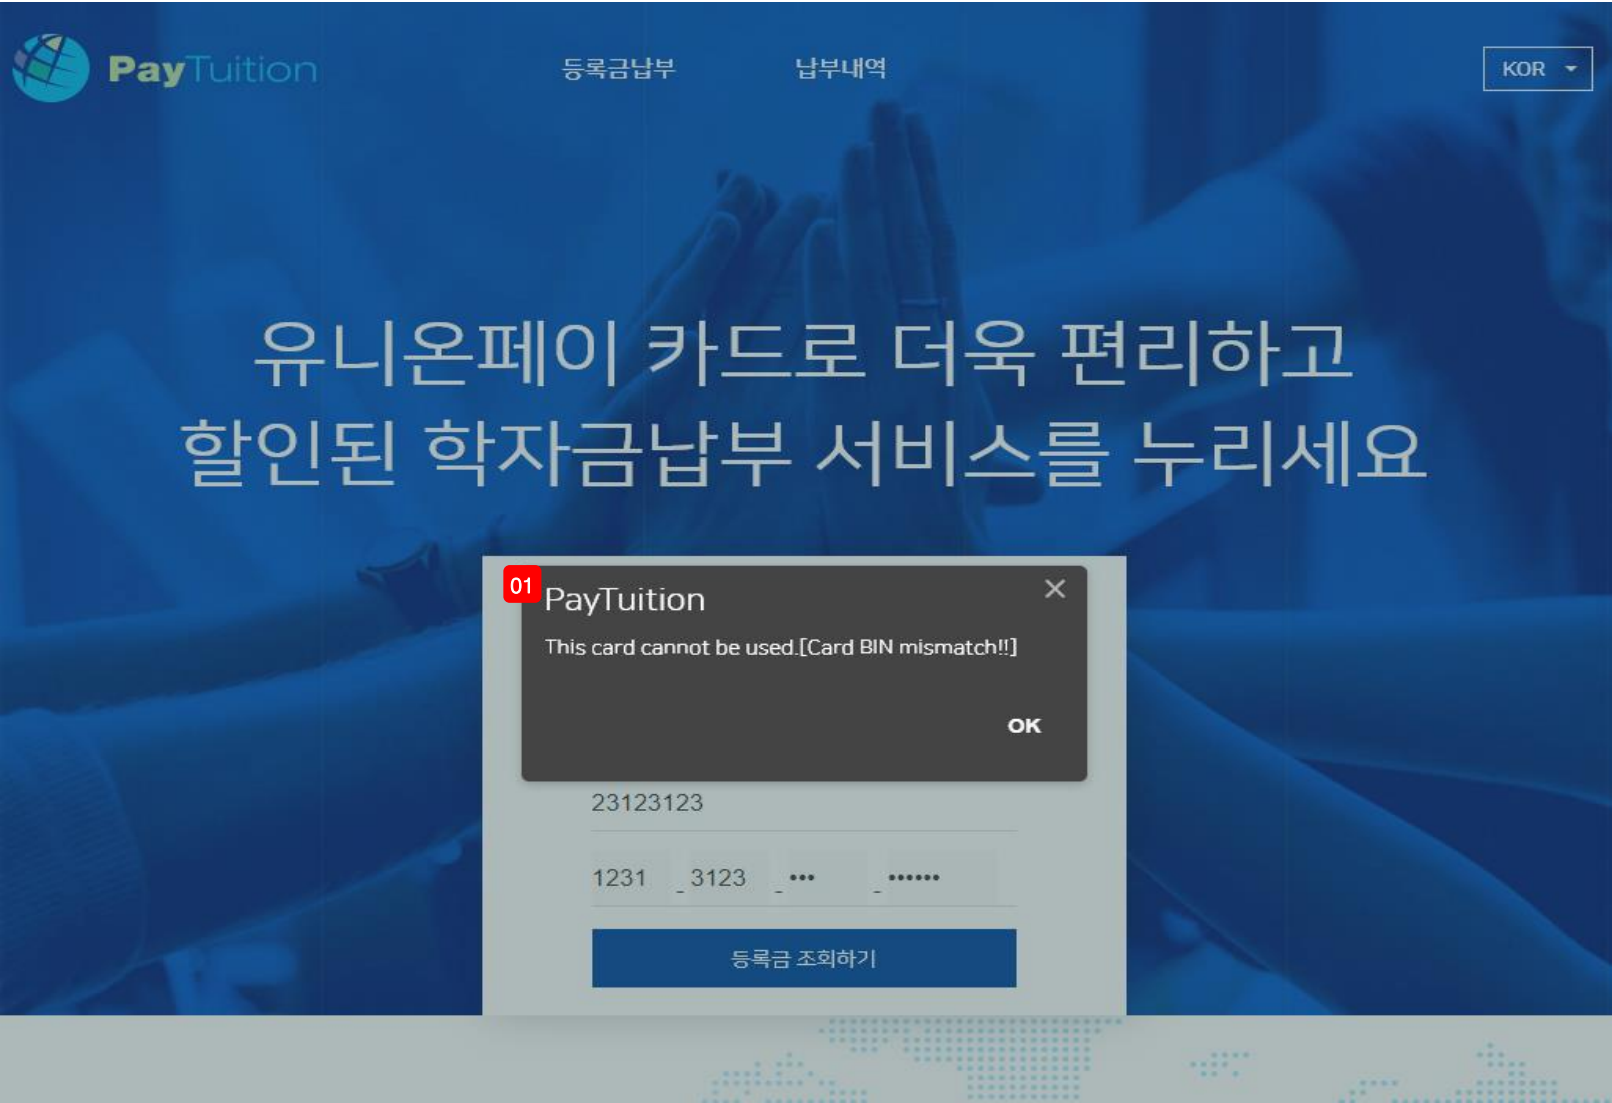 PayTuition
등록금납부
납부내역
KOR
유니온페이 카드로 더욱 편리하고
할인된 학자금납부 서비스를 누리세요
01
PayTuition
This card cannot be used.[Card BIN mismatch!!]
OK
23123123
1231 - 3123 - ••• - ••••••
등록금 조회하기